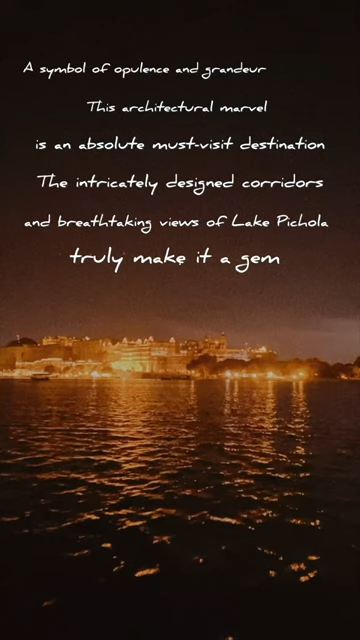 A symbol of opulence and grandeur
This architectural marvel
is an absolute must-visit destination
The intricately designed corridors
and breathtaking views of Lake Pichola
truly make it a gem